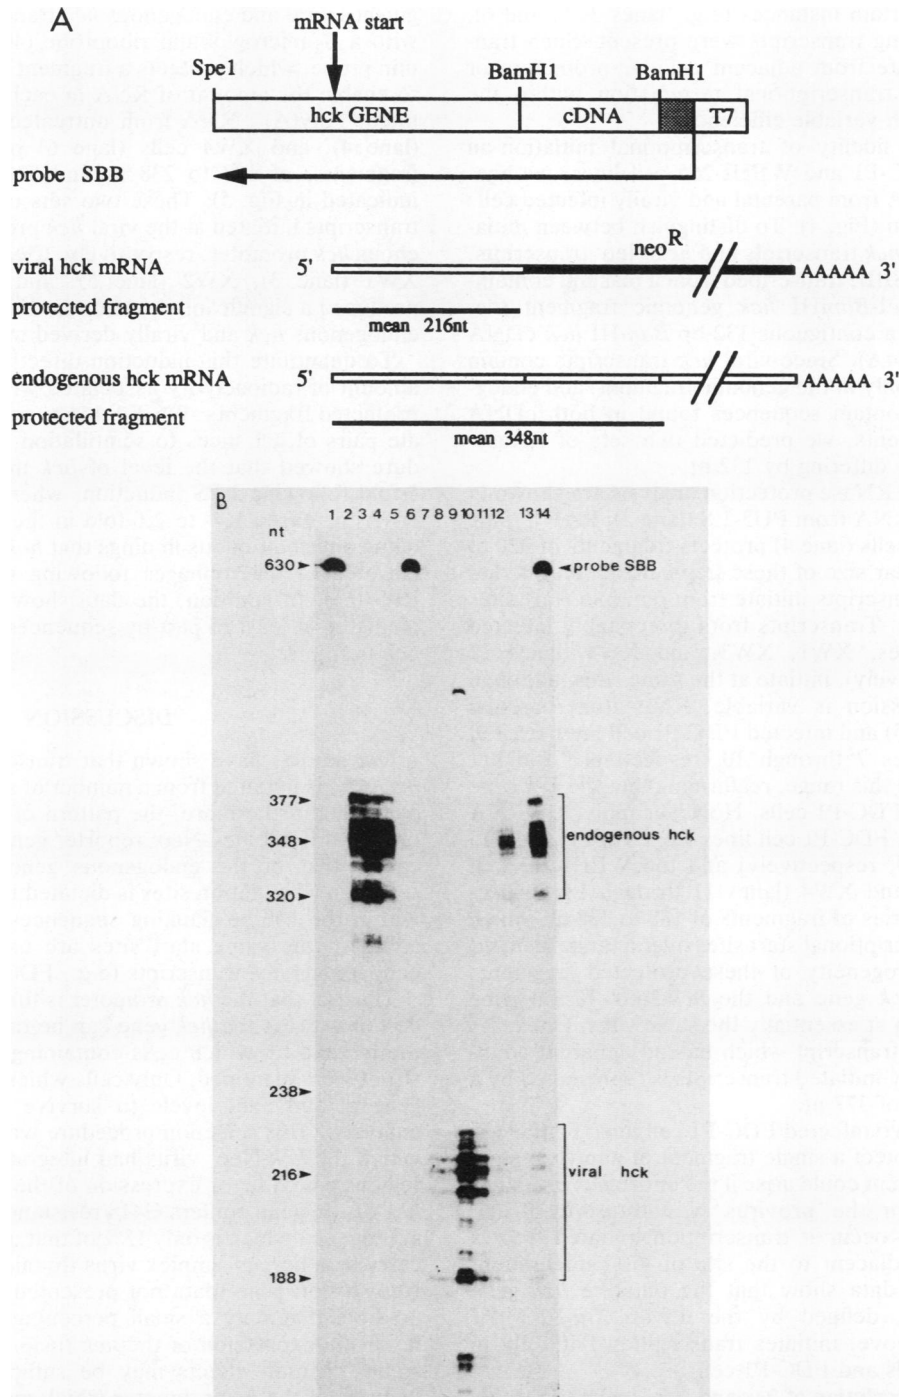 A
mRNA start
Spe1 BamH1 BamH1
hck GENE cDNA T7
probe SBB
neoR
viral hck mRNA 5' AAAAA 3'
protected fragment
mean 216nt
endogenous hck mRNA 5' AAAAA 3'
protected fragment
mean 348nt
B
1 2 3 4 5 6 7 8 9 10 11 12 13 14
nt
630 probe SBB
377
endogenous hck
348
320
238
216 viral hck
188